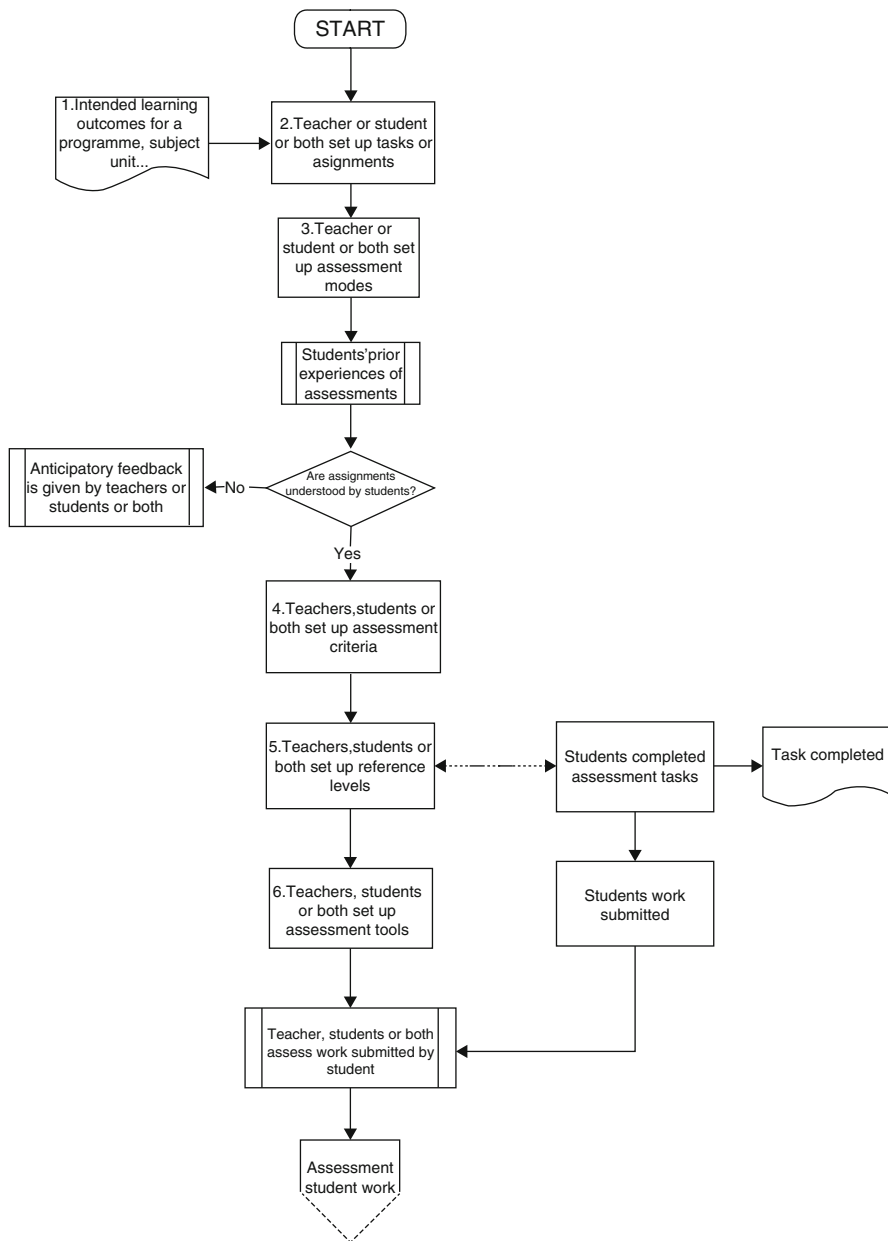 START
1.Intended learning
outcomes for a
programme, subject
unit...
2.Teacher or student
or both set up tasks or
asignments
3.Teacher or
student or both set
up assessment
modes
Students'prior
experiences of
assessments
Are assignments
understood by students?
No
Anticipatory feedback
is given by teachers or
students or both
Yes
4.Teachers,students or
both set up assessment
criteria
5.Teachers,students or
both set up reference
levels
Students completed
assessment tasks
Task completed
6.Teachers, students
or both set up
assessment tools
Students work
submitted
Teacher, students or both
assess work submitted by
student
Assessment
student work